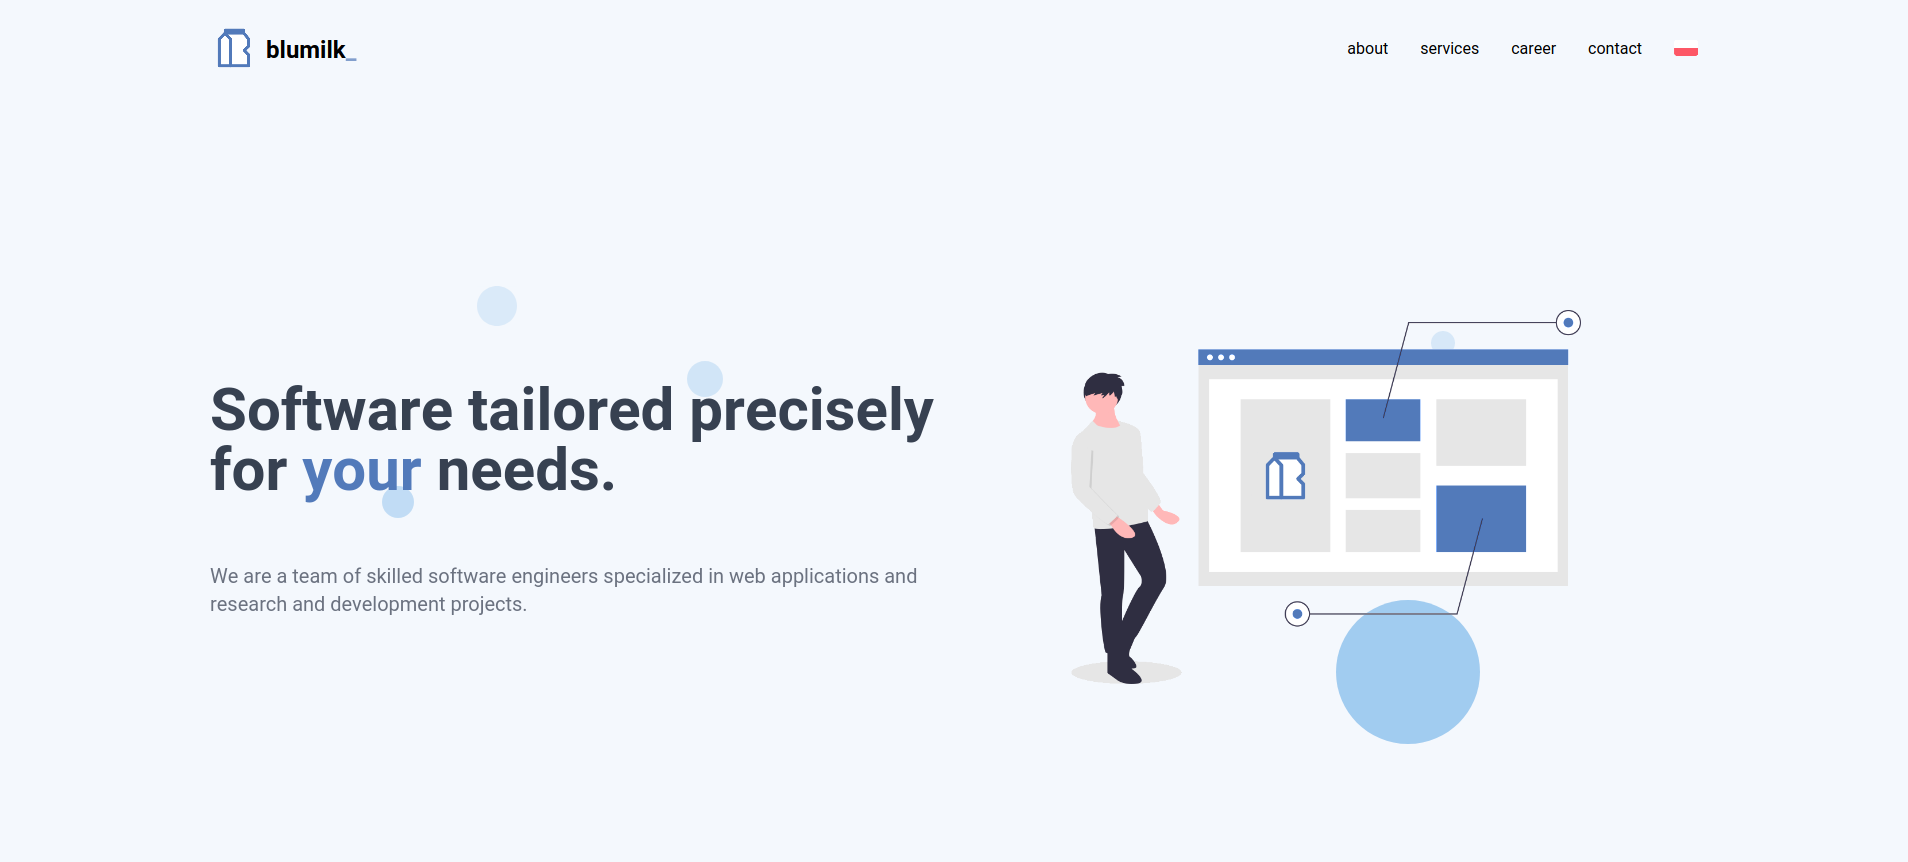 blumilk_
about services career contact
Software tailored precisely
for your needs.
We are a team of skilled software engineers specialized in web applications and
research and development projects.